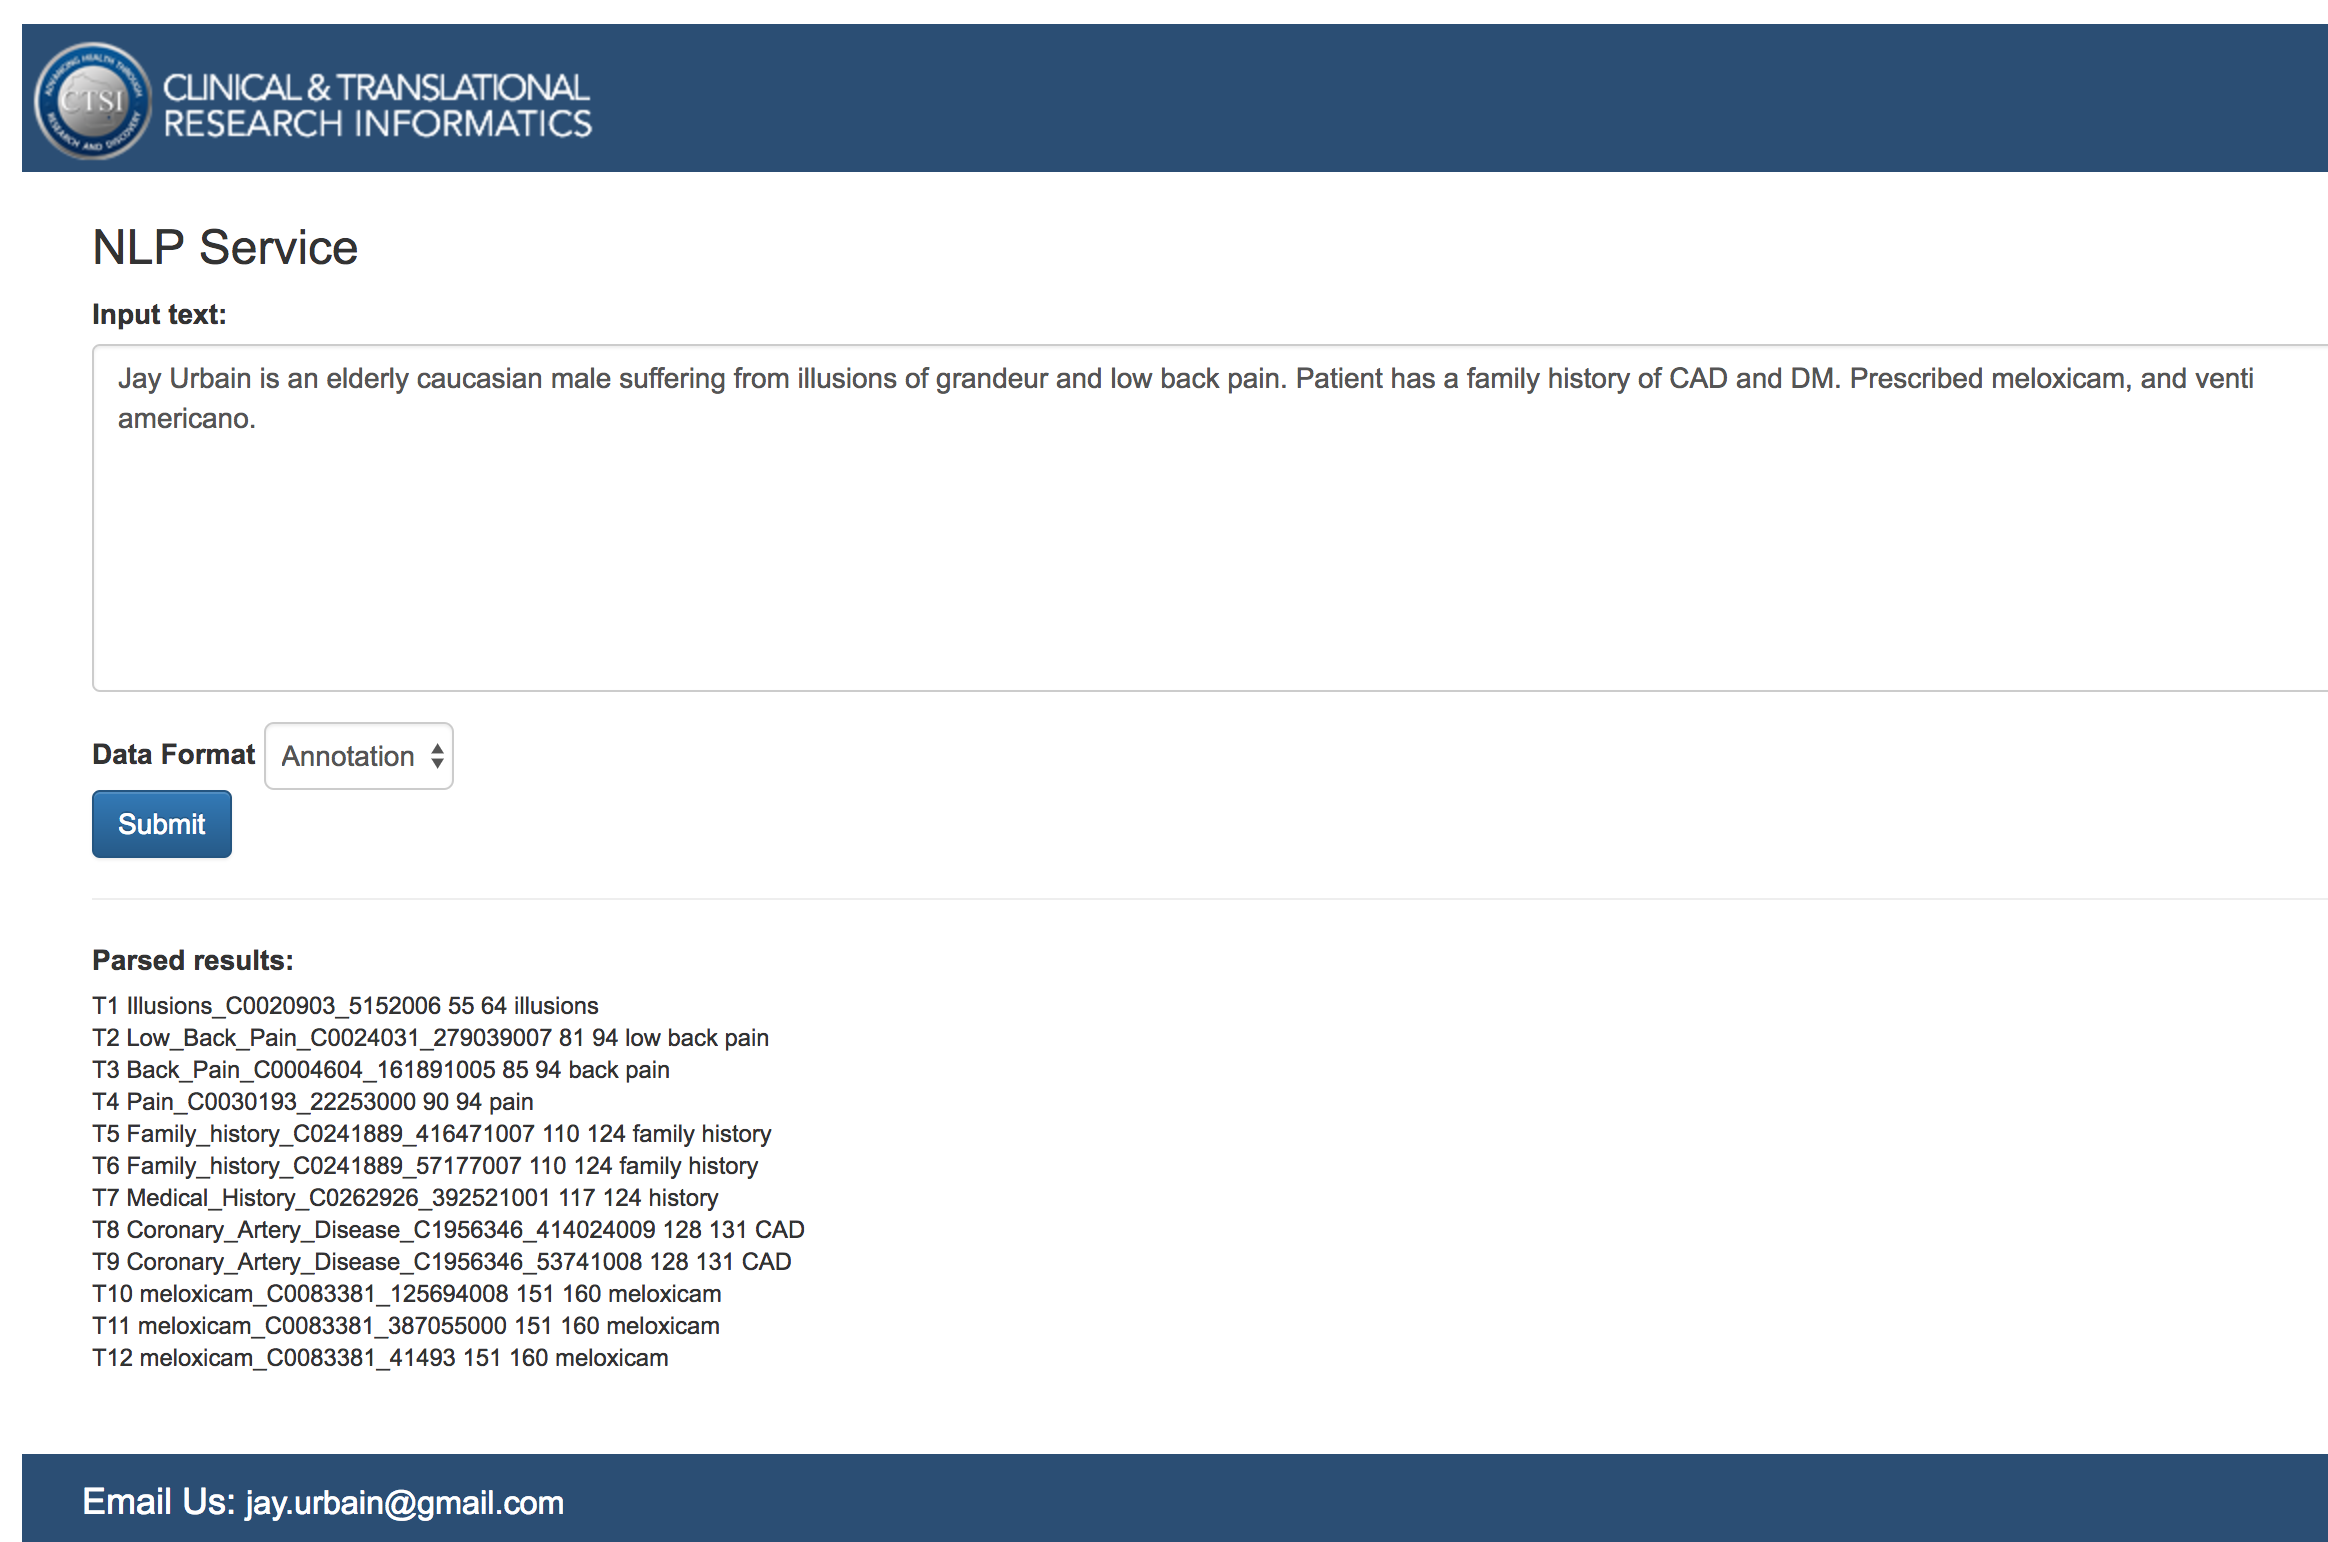 ADVANCING HEALTH THROUGH
CTSI
RESEARCH AND DISCOVERY
CLINICAL & TRANSLATIONAL
RESEARCH INFORMATICS
NLP Service
Input text:
Jay Urbain is an elderly caucasian male suffering from illusions of grandeur and low back pain. Patient has a family history of CAD and DM. Prescribed meloxicam, and venti
americano.
Data Format Annotation
Submit
Parsed results:
T1 Illusions_C0020903_5152006 55 64 illusions
T2 Low_Back_Pain_C0024031_279039007 81 94 low back pain
T3 Back_Pain_C0004604_161891005 85 94 back pain
T4 Pain_C0030193_22253000 90 94 pain
T5 Family_history_C0241889_416471007 110 124 family history
T6 Family_history_C0241889_57177007 110 124 family history
T7 Medical_History_C0262926_392521001 117 124 history
T8 Coronary_Artery_Disease_C1956346_414024009 128 131 CAD
T9 Coronary_Artery_Disease_C1956346_53741008 128 131 CAD
T10 meloxicam_C0083381_125694008 151 160 meloxicam
T11 meloxicam_C0083381_387055000 151 160 meloxicam
T12 meloxicam_C0083381_41493 151 160 meloxicam
Email Us: jay.urbain@gmail.com